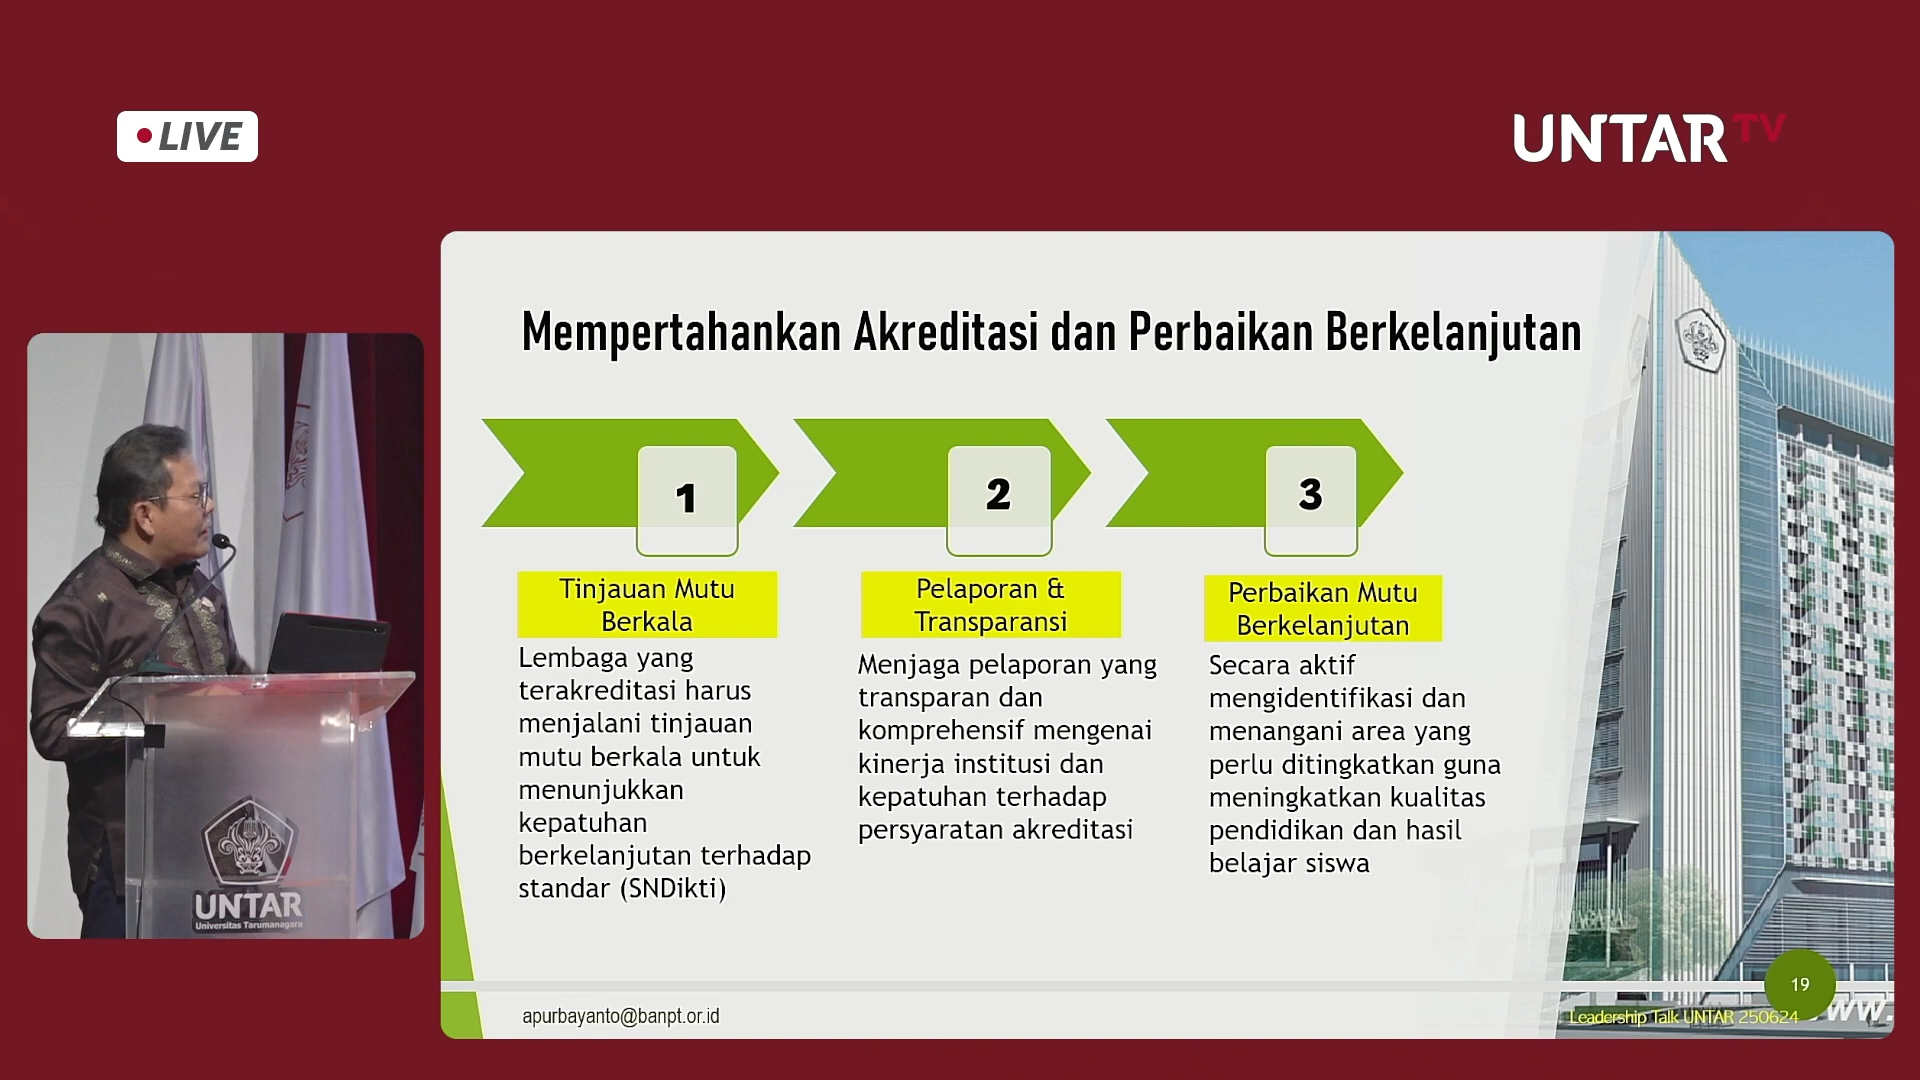 LIVE
UNTAR TV
Mempertahankan Akreditasi dan Perbaikan Berkelanjutan
1
2
3
Tinjauan Mutu
Berkala
Lembaga yang
terakreditasi harus
menjalani tinjauan
mutu berkala untuk
menunjukkan
kepatuhan
berkelanjutan terhadap
standar (SNDikti)
Pelaporan &
Transparansi
Menjaga pelaporan yang
transparan dan
komprehensif mengenai
kinerja institusi dan
kepatuhan terhadap
persyaratan akreditasi
Perbaikan Mutu
Berkelanjutan
Secara aktif
mengidentifikasi dan
menangani area yang
perlu ditingkatkan guna
meningkatkan kualitas
pendidikan dan hasil
belajar siswa
UNTAR
Universitas Tarumanagara
apurbayanto@banpt.or.id
19
Leadership Talk UNTAR 250624